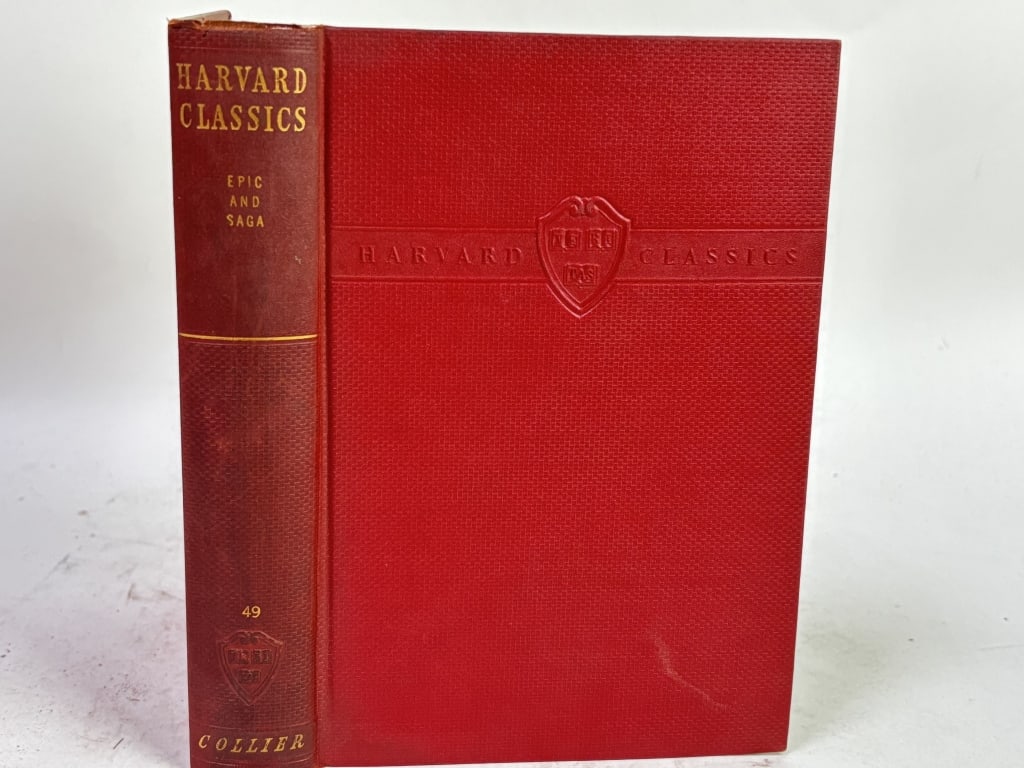 HARVARD
CLASSICS
EPIC
AND
SAGA
49
COLLIER
HARVARD CLASSICS